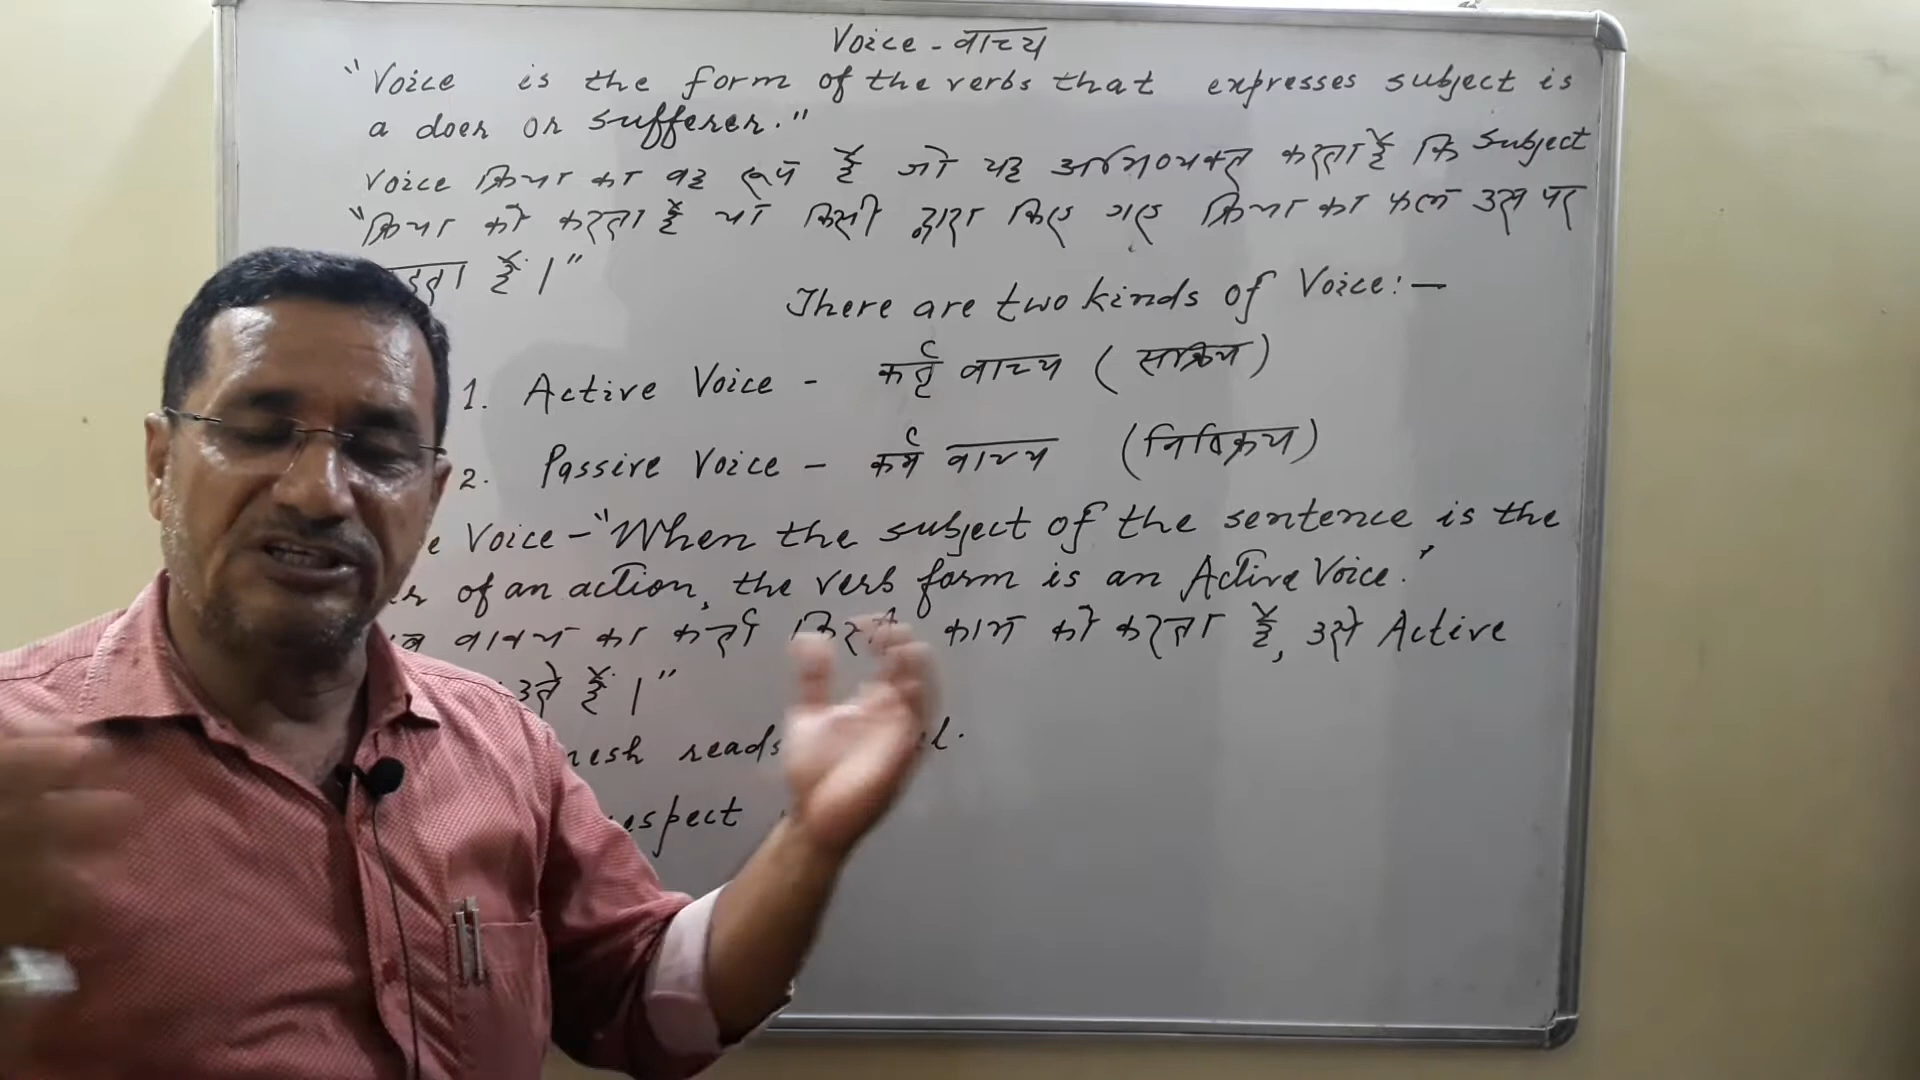 Voice - वाच्य
"Voice is the form of the verbs that expresses subject is
a doer or sufferer."
Voice क्रिया का वह रूप है जो यह अभिव्यक्त करता है कि Subject
"क्रिया को करता है या किसी द्वारा किए गए क्रिया का फल उस पर
है।"
There are two kinds of Voice:—
1. Active Voice - कर्तृ वाच्य (सक्रिय)
2. Passive Voice - कर्म वाच्य (निष्क्रिय)
Voice - "When the subject of the sentence is the
of an action, the verb form is an Active Voice."
वाक्य का कर्ता काम को करता है, उसे Active
हैं।"
reads